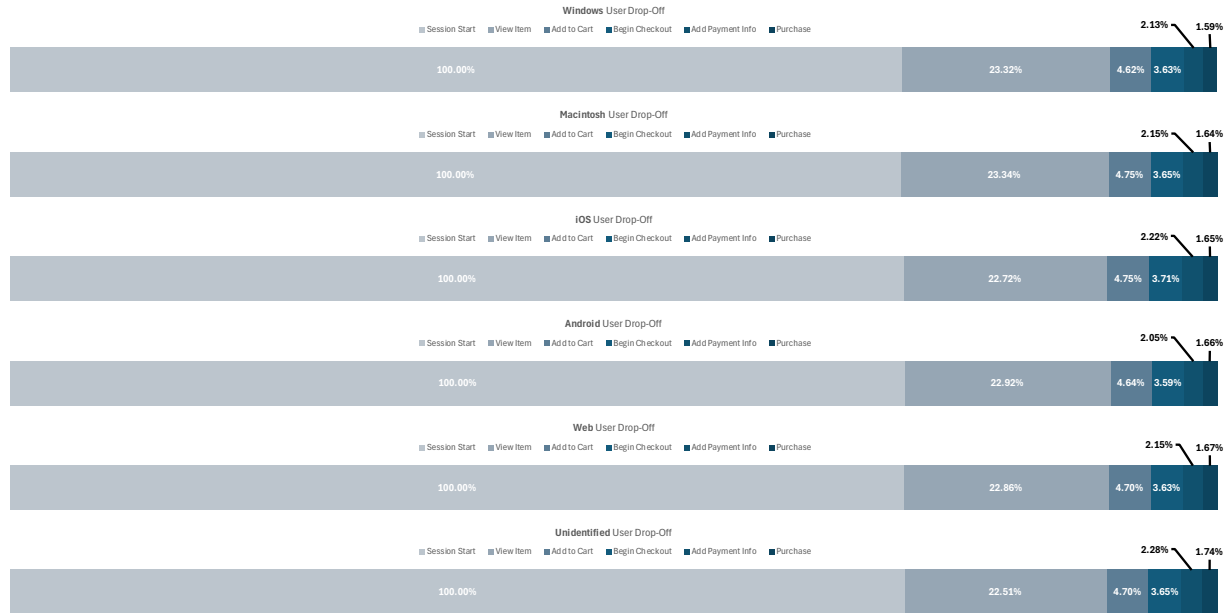 Windows User Drop-Off
Session Start View Item Add to Cart Begin Checkout Add Payment Info Purchase
2.13% 1.59%
100.00% 23.32% 4.62% 3.63%
Macintosh User Drop-Off
Session Start View Item Add to Cart Begin Checkout Add Payment Info Purchase
2.15% 1.64%
100.00% 23.34% 4.75% 3.65%
iOS User Drop-Off
Session Start View Item Add to Cart Begin Checkout Add Payment Info Purchase
2.22% 1.65%
100.00% 22.72% 4.75% 3.71%
Android User Drop-Off
Session Start View Item Add to Cart Begin Checkout Add Payment Info Purchase
2.05% 1.66%
100.00% 22.92% 4.64% 3.59%
Web User Drop-Off
Session Start View Item Add to Cart Begin Checkout Add Payment Info Purchase
2.15% 1.67%
100.00% 22.86% 4.70% 3.63%
Unidentified User Drop-Off
Session Start View Item Add to Cart Begin Checkout Add Payment Info Purchase
2.28% 1.74%
100.00% 22.51% 4.70% 3.65%